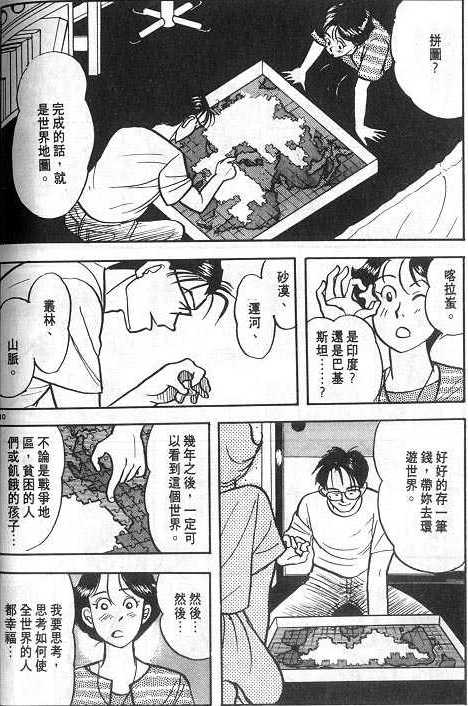 拼圖？
完成的話，就
是世界地圖。
喀拉蚩。
是印度？
還是巴基
斯坦……？
砂漠、
運河、
叢林、
山脈。
好好的存一筆
錢，帶妳去環
遊世界。
幾年之後，一定可
以看到這個世界。
不論是戰爭地
區，貧困的人
們或飢餓的孩子…
然後…
然後…
我要思考，
思考如何使
全世界的人
都幸福…
10